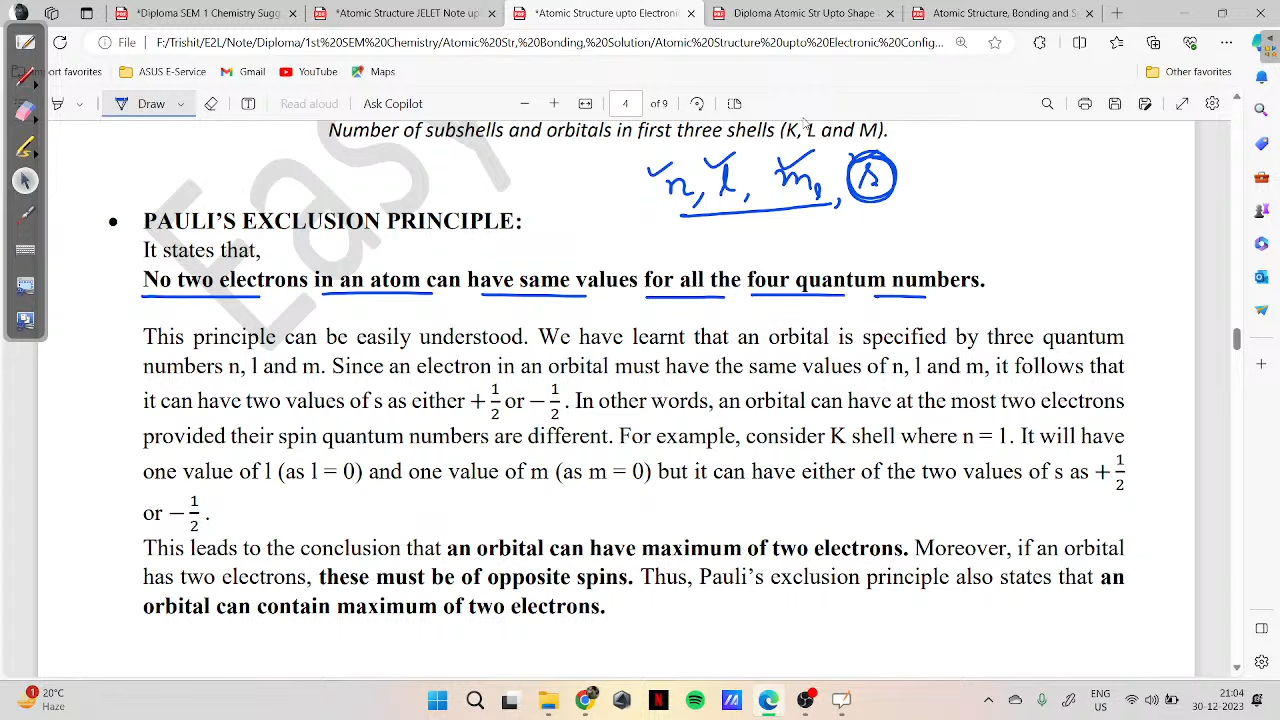 *Diploma SEM 1 Chemistry Sugg
*Atomic Structure JELET New up
*Atomic Structure upto Electronic
Diploma Atomic St Upto Shape
Atomic Structure, Bonding and S
File F:/Trishit/E2L/Note/Diploma/1st%20SEM%20Chemistry/Atomic%20Str,%20Bonding,%20Solution/Atomic%20Structure%20upto%20Electronic%20Config...
Import favorites ASUS E-Service Gmail YouTube Maps Other favorites
Draw Read aloud Ask Copilot 4 of 9
Number of subshells and orbitals in first three shells (K, L and M).
n, l, mₗ, s
Easy
• PAULI’S EXCLUSION PRINCIPLE:
It states that,
No two electrons in an atom can have same values for all the four quantum numbers.
This principle can be easily understood. We have learnt that an orbital is specified by three quantum
numbers n, l and m. Since an electron in an orbital must have the same values of n, l and m, it follows that
it can have two values of s as either +1/2 or −1/2 . In other words, an orbital can have at the most two electrons
provided their spin quantum numbers are different. For example, consider K shell where n = 1. It will have
one value of l (as l = 0) and one value of m (as m = 0) but it can have either of the two values of s as +1/2
or −1/2 .
This leads to the conclusion that an orbital can have maximum of two electrons. Moreover, if an orbital
has two electrons, these must be of opposite spins. Thus, Pauli’s exclusion principle also states that an
orbital can contain maximum of two electrons.
1
20°C
Haze
ENG
IN
21:04
30-12-2023